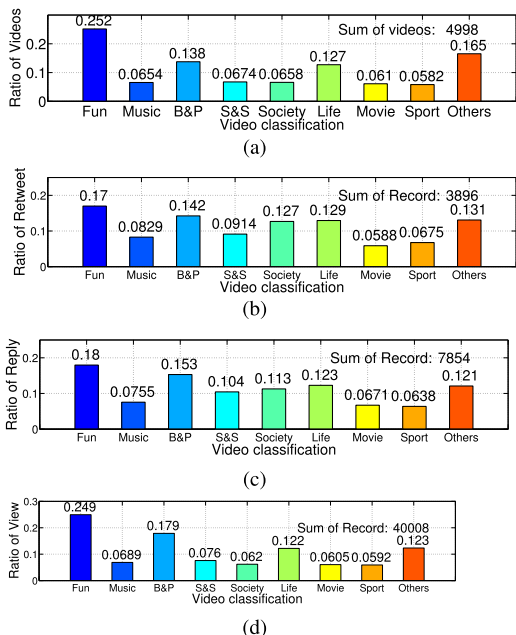 0.252
Sum of videos: 4998
0.165
0.138
0.127
0.0654
0.0674
0.0658
0.061
0.0582
Ratio of Videos
0.2
0.1
0
Fun Music B&P S&S Society Life Movie Sport Others
Video classification
(a)
Sum of Record: 3896
0.17
0.0829
0.142
0.0914
0.127
0.129
0.0588
0.0675
0.131
Ratio of Retweet
0.2
0.1
0
Fun Music B&P S&S Society Life Movie Sport Others
Video classification
(b)
Sum of Record: 7854
0.18
0.0755
0.153
0.104
0.113
0.123
0.0671
0.0638
0.121
Ratio of Reply
0.2
0.1
0
Fun Music B&P S&S Society Life Movie Sport Others
Video classification
(c)
Sum of Record: 40008
0.249
0.0689
0.179
0.076
0.062
0.122
0.0605
0.0592
0.123
Ratio of View
0.3
0.2
0.1
0
Fun Music B&P S&S Society Life Movie Sport Others
Video classification
(d)